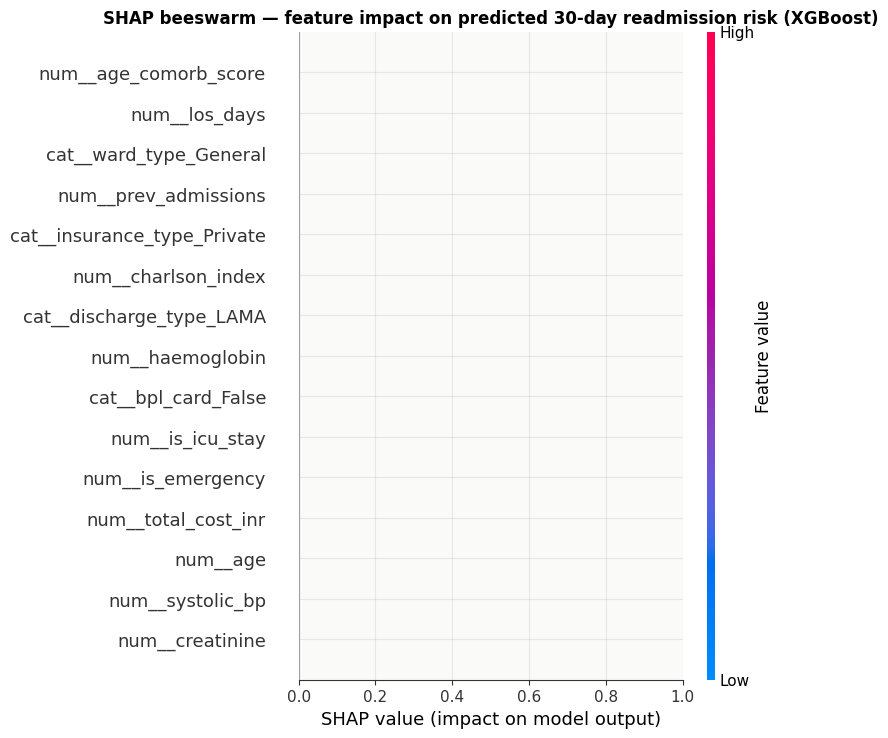 SHAP beeswarm — feature impact on predicted 30-day readmission risk (XGBoost)
High
num__age_comorb_score
num__los_days
cat__ward_type_General
num__prev_admissions
cat__insurance_type_Private
num__charlson_index
cat__discharge_type_LAMA
num__haemoglobin
cat__bpl_card_False
num__is_icu_stay
num__is_emergency
num__total_cost_inr
num__age
num__systolic_bp
num__creatinine
Feature value
Low
0.0 0.2 0.4 0.6 0.8 1.0
SHAP value (impact on model output)